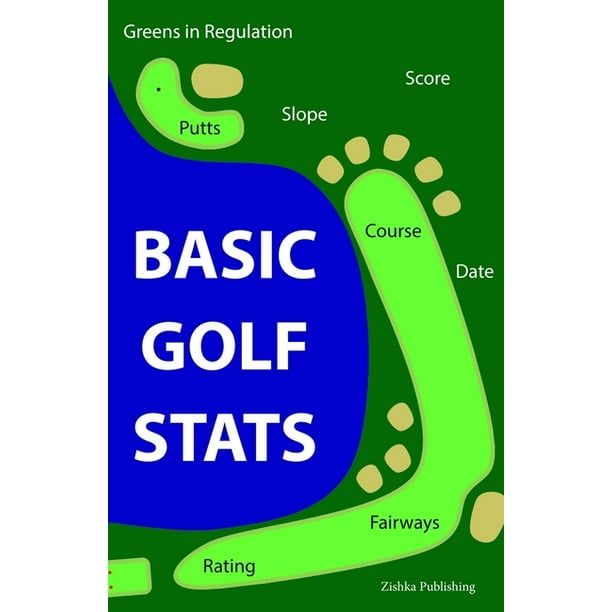 Greens in Regulation
Score
Slope
Putts
Course
Date
BASIC
GOLF
STATS
Fairways
Rating
Zishka Publishing